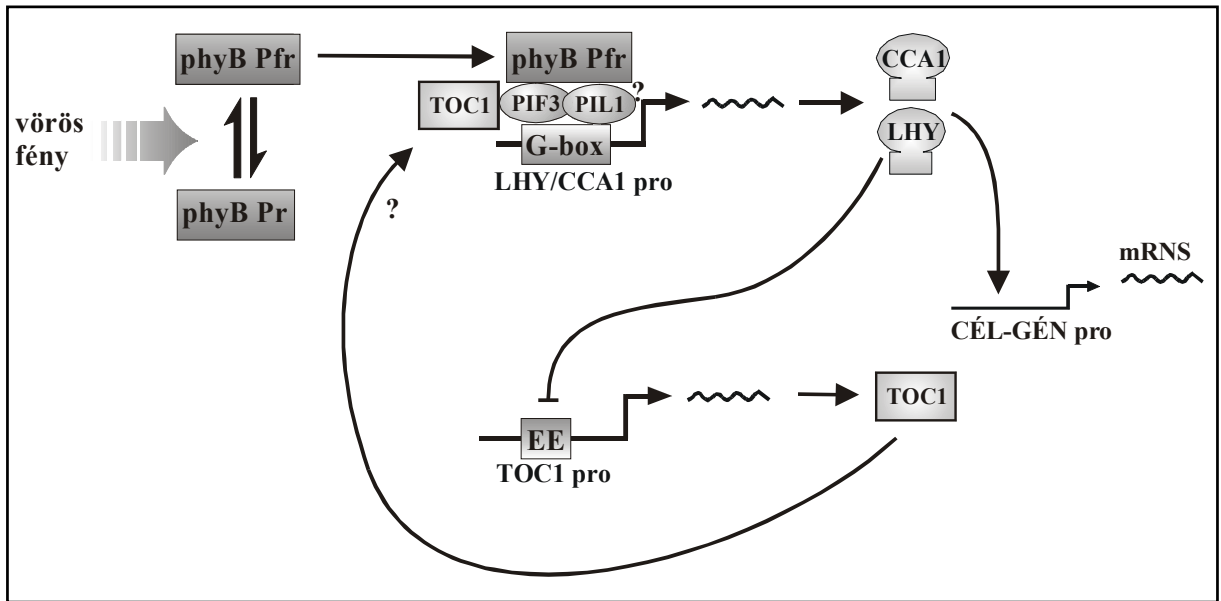 phyB Pfr
phyB Pfr
CCA1
TOC1
PIF3
PIL1
?
vörös
fény
G-box
LHY
LHY/CCA1 pro
phyB Pr
?
mRNS
CÉL-GÉN pro
TOC1
EE
TOC1 pro